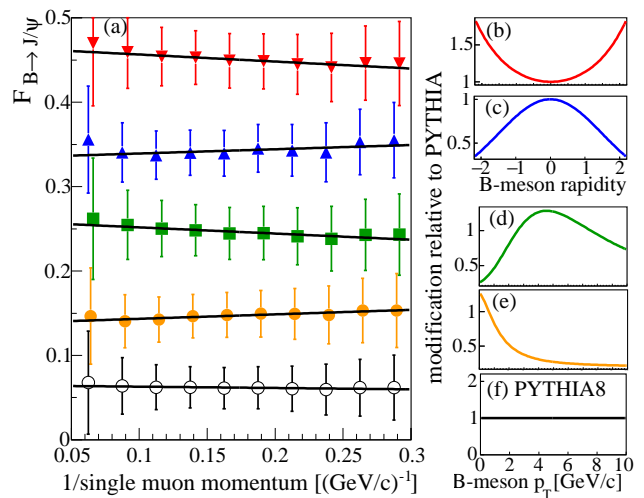 F B→ J/ψ
0.5
0.4
0.3
0.2
0.1
0
(a)
0.05 0.1 0.15 0.2 0.25 0.3
1/single muon momentum [(GeV/c)⁻¹]
modification relative to PYTHIA
(b)
1.5
1
(c)
1
0.5
−2 −1 0 1 2
B-meson rapidity
(d)
1
0.5
(e)
1
0.5
(f) PYTHIA8
2
1
0
0 2 4 6 8 10
B-meson p_T [GeV/c]